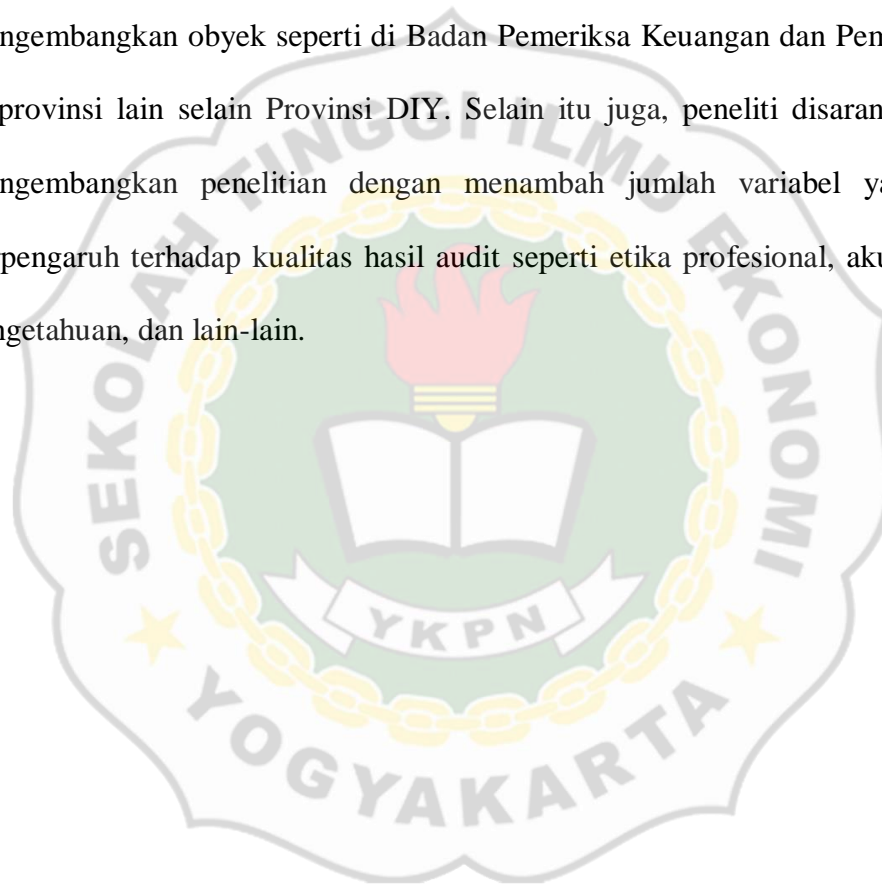 ngembangkan obyek seperti di Badan Pemeriksa Keuangan dan Pen
provinsi lain selain Provinsi DIY. Selain itu juga, peneliti disaran
ngembangkan penelitian dengan menambah jumlah variabel ya
pengaruh terhadap kualitas hasil audit seperti etika profesional, aku
ngetahuan, dan lain-lain.
SEKOLAH TINGGI ILMU EKONOMI
YKPN
YOGYAKARTA